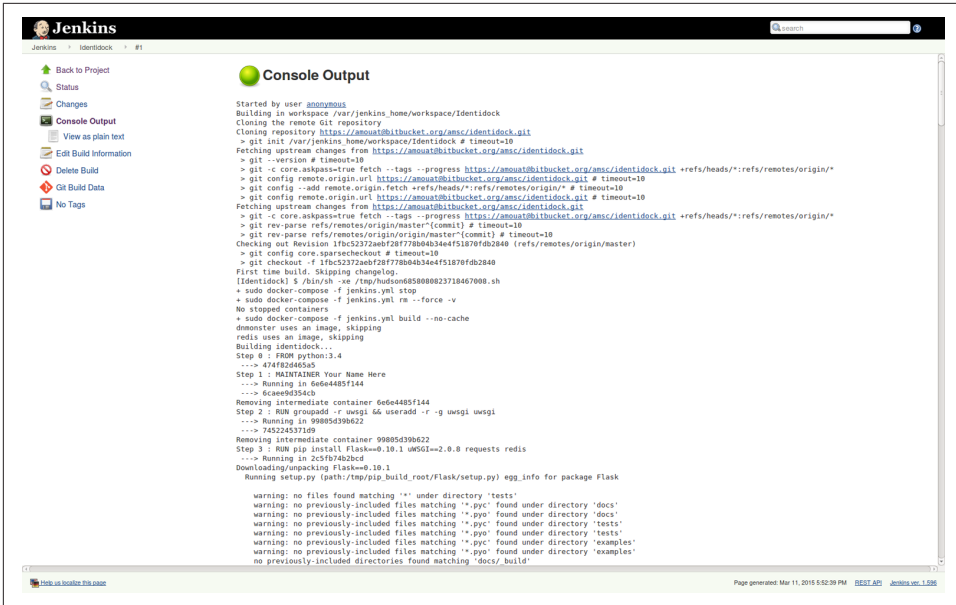 Jenkins
search
Jenkins › Identidock › #1
Back to Project
Status
Changes
Console Output
View as plain text
Edit Build Information
Delete Build
Git Build Data
No Tags
Console Output
Started by user anonymous
Building in workspace /var/jenkins_home/workspace/Identidock
Cloning the remote Git repository
Cloning repository https://amouat@bitbucket.org/amsc/identidock.git
 > git init /var/jenkins_home/workspace/Identidock # timeout=10
Fetching upstream changes from https://amouat@bitbucket.org/amsc/identidock.git
 > git --version # timeout=10
 > git -c core.askpass=true fetch --tags --progress https://amouat@bitbucket.org/amsc/identidock.git +refs/heads/*:refs/remotes/origin/*
 > git config remote.origin.url https://amouat@bitbucket.org/amsc/identidock.git # timeout=10
 > git config --add remote.origin.fetch +refs/heads/*:refs/remotes/origin/* # timeout=10
 > git config remote.origin.url https://amouat@bitbucket.org/amsc/identidock.git # timeout=10
Fetching upstream changes from https://amouat@bitbucket.org/amsc/identidock.git
 > git -c core.askpass=true fetch --tags --progress https://amouat@bitbucket.org/amsc/identidock.git +refs/heads/*:refs/remotes/origin/*
 > git rev-parse refs/remotes/origin/master^{commit} # timeout=10
 > git rev-parse refs/remotes/origin/origin/master^{commit} # timeout=10
Checking out Revision 1fbc52372aebf28f778b04b34e4f51870fdb2840 (refs/remotes/origin/master)
 > git config core.sparsecheckout # timeout=10
 > git checkout -f 1fbc52372aebf28f778b04b34e4f51870fdb2840
First time build. Skipping changelog.
[Identidock] $ /bin/sh -xe /tmp/hudson6858080823718467008.sh
+ sudo docker-compose -f jenkins.yml stop
+ sudo docker-compose -f jenkins.yml rm --force -v
No stopped containers
+ sudo docker-compose -f jenkins.yml build --no-cache
dnmonster uses an image, skipping
redis uses an image, skipping
Building identidock...
Step 0 : FROM python:3.4
 ---> 474f82d465a5
Step 1 : MAINTAINER Your Name Here
 ---> Running in 6e6e4485f144
 ---> 6caee9d354cb
Removing intermediate container 6e6e4485f144
Step 2 : RUN groupadd -r uwsgi && useradd -r -g uwsgi uwsgi
 ---> Running in 99805d39b622
 ---> 7452245371d9
Removing intermediate container 99805d39b622
Step 3 : RUN pip install Flask==0.10.1 uWSGI==2.0.8 requests redis
 ---> Running in 2c5fb74b2bcd
Downloading/unpacking Flask==0.10.1
  Running setup.py (path:/tmp/pip_build_root/Flask/setup.py) egg_info for package Flask
    warning: no files found matching '*' under directory 'tests'
    warning: no previously-included files matching '*.pyc' found under directory 'docs'
    warning: no previously-included files matching '*.pyo' found under directory 'docs'
    warning: no previously-included files matching '*.pyc' found under directory 'tests'
    warning: no previously-included files matching '*.pyo' found under directory 'tests'
    warning: no previously-included files matching '*.pyc' found under directory 'examples'
    warning: no previously-included files matching '*.pyo' found under directory 'examples'
    no previously-included directories found matching 'docs/_build'
Help us localize this page
Page generated: Mar 11, 2015 5:52:39 PM REST API Jenkins ver. 1.596